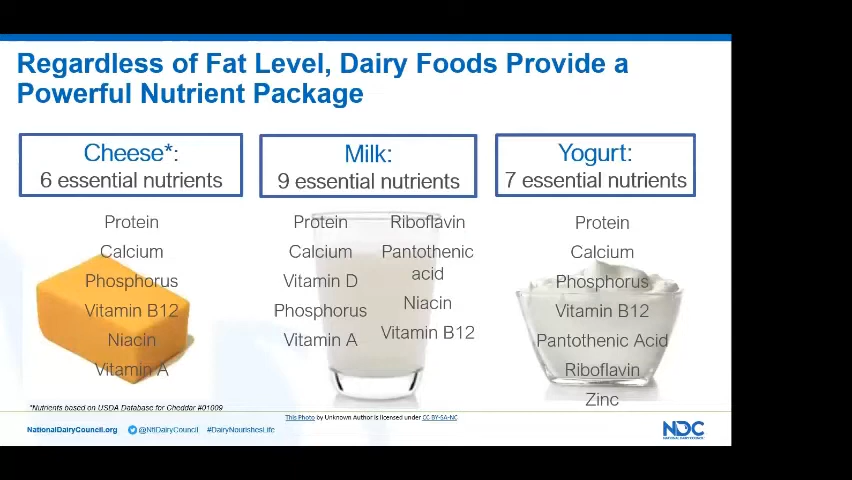 Regardless of Fat Level, Dairy Foods Provide a
Powerful Nutrient Package
Cheese*:
6 essential nutrients
Protein
Calcium
Phosphorus
Vitamin B12
Niacin
Vitamin A
Milk:
9 essential nutrients
Protein
Calcium
Vitamin D
Phosphorus
Vitamin A
Riboflavin
Pantothenic
acid
Niacin
Vitamin B12
Yogurt:
7 essential nutrients
Protein
Calcium
Phosphorus
Vitamin B12
Pantothenic Acid
Riboflavin
Zinc
*Nutrients based on USDA Database for Cheddar #01009
This Photo by Unknown Author is licensed under CC BY-SA-NC
NationalDairyCouncil.org @NtlDairyCouncil #DairyNourishesLife
NDC
NATIONAL DAIRY COUNCIL